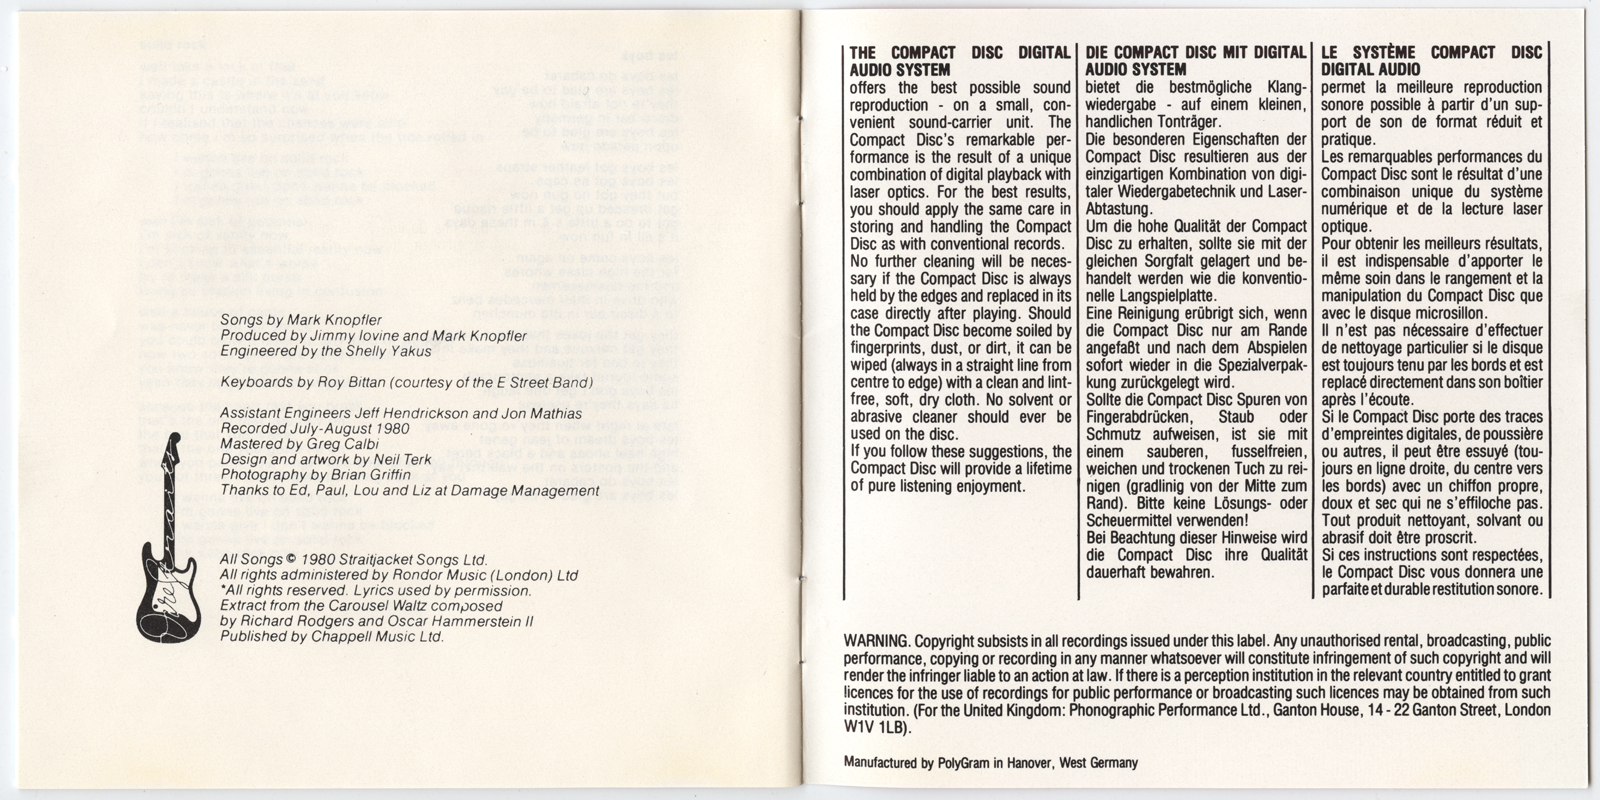 Songs by Mark Knopfler
Produced by Jimmy Iovine and Mark Knopfler
Engineered by the Shelly Yakus
Keyboards by Roy Bittan (courtesy of the E Street Band)
Assistant Engineers Jeff Hendrickson and Jon Mathias
Recorded July-August 1980
Mastered by Greg Calbi
Design and artwork by Neil Terk
Photography by Brian Griffin
Thanks to Ed, Paul, Lou and Liz at Damage Management
All Songs © 1980 Straitjacket Songs Ltd.
All rights administered by Rondor Music (London) Ltd
*All rights reserved. Lyrics used by permission.
Extract from the Carousel Waltz composed
by Richard Rodgers and Oscar Hammerstein II
Published by Chappell Music Ltd.
THE COMPACT DISC DIGITAL
AUDIO SYSTEM
offers the best possible sound
reproduction - on a small, con-
venient sound-carrier unit. The
Compact Disc's remarkable per-
formance is the result of a unique
combination of digital playback with
laser optics. For the best results,
you should apply the same care in
storing and handling the Compact
Disc as with conventional records.
No further cleaning will be neces-
sary if the Compact Disc is always
held by the edges and replaced in its
case directly after playing. Should
the Compact Disc become soiled by
fingerprints, dust, or dirt, it can be
wiped (always in a straight line from
centre to edge) with a clean and lint-
free, soft, dry cloth. No solvent or
abrasive cleaner should ever be
used on the disc.
If you follow these suggestions, the
Compact Disc will provide a lifetime
of pure listening enjoyment.
DIE COMPACT DISC MIT DIGITAL
AUDIO SYSTEM
bietet die bestmögliche Klang-
wiedergabe - auf einem kleinen,
handlichen Tonträger.
Die besonderen Eigenschaften der
Compact Disc resultieren aus der
einzigartigen Kombination von digi-
taler Wiedergabetechnik und Laser-
Abtastung.
Um die hohe Qualität der Compact
Disc zu erhalten, sollte sie mit der
gleichen Sorgfalt gelagert und be-
handelt werden wie die konventio-
nelle Langspielplatte.
Eine Reinigung erübrigt sich, wenn
die Compact Disc nur am Rande
angefaßt und nach dem Abspielen
sofort wieder in die Spezialverpak-
kung zurückgelegt wird.
Sollte die Compact Disc Spuren von
Fingerabdrücken, Staub oder
Schmutz aufweisen, ist sie mit
einem sauberen, fusselfreien,
weichen und trockenen Tuch zu rei-
nigen (gradlinig von der Mitte zum
Rand). Bitte keine Lösungs- oder
Scheuermittel verwenden!
Bei Beachtung dieser Hinweise wird
die Compact Disc ihre Qualität
dauerhaft bewahren.
LE SYSTÈME COMPACT DISC
DIGITAL AUDIO
permet la meilleure reproduction
sonore possible à partir d'un sup-
port de son de format réduit et
pratique.
Les remarquables performances du
Compact Disc sont le résultat d'une
combinaison unique du système
numérique et de la lecture laser
optique.
Pour obtenir les meilleurs résultats,
il est indispensable d'apporter le
même soin dans le rangement et la
manipulation du Compact Disc que
avec le disque microsillon.
Il n'est pas nécessaire d'effectuer
de nettoyage particulier si le disque
est toujours tenu par les bords et est
replacé directement dans son boîtier
après l'écoute.
Si le Compact Disc porte des traces
d'empreintes digitales, de poussière
ou autres, il peut être essuyé (tou-
jours en ligne droite, du centre vers
les bords) avec un chiffon propre,
doux et sec qui ne s'effiloche pas.
Tout produit nettoyant, solvant ou
abrasif doit être proscrit.
Si ces instructions sont respectées,
le Compact Disc vous donnera une
parfaite et durable restitution sonore.
WARNING. Copyright subsists in all recordings issued under this label. Any unauthorised rental, broadcasting, public
performance, copying or recording in any manner whatsoever will constitute infringement of such copyright and will
render the infringer liable to an action at law. If there is a perception institution in the relevant country entitled to grant
licences for the use of recordings for public performance or broadcasting such licences may be obtained from such
institution. (For the United Kingdom: Phonographic Performance Ltd., Ganton House, 14 - 22 Ganton Street, London
W1V 1LB).
Manufactured by PolyGram in Hanover, West Germany